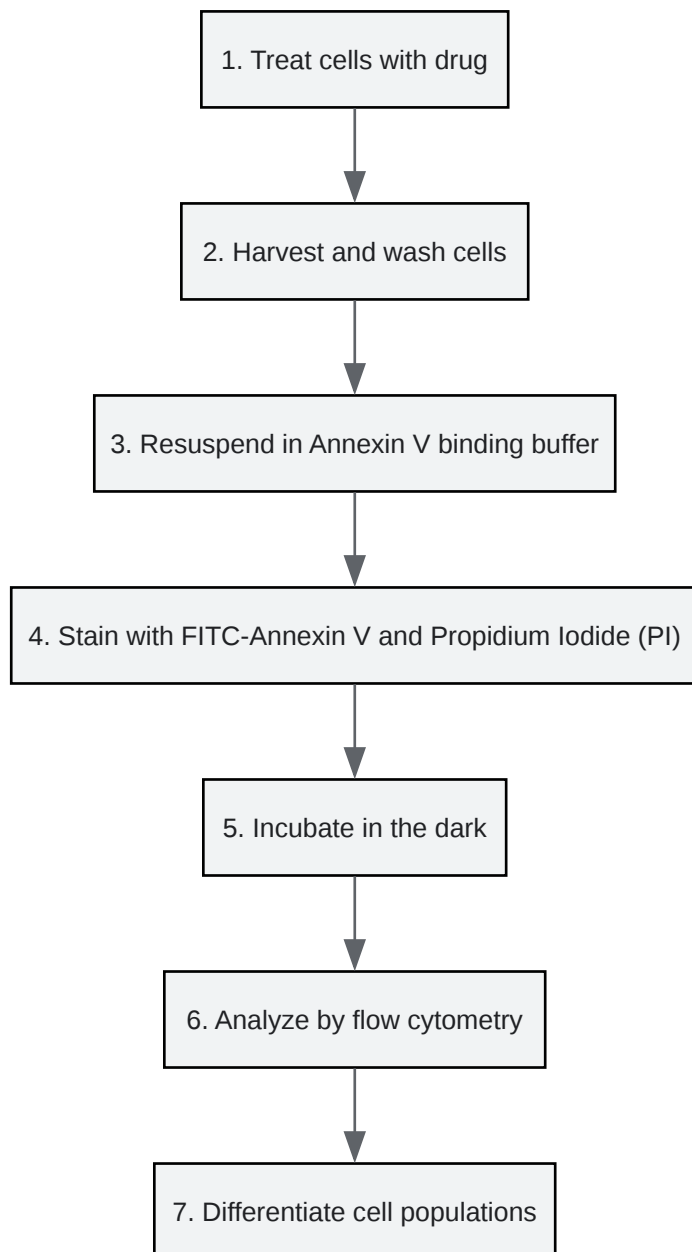 1. Treat cells with drug
2. Harvest and wash cells
3. Resuspend in Annexin V binding buffer
4. Stain with FITC-Annexin V and Propidium Iodide (PI)
5. Incubate in the dark
6. Analyze by flow cytometry
7. Differentiate cell populations